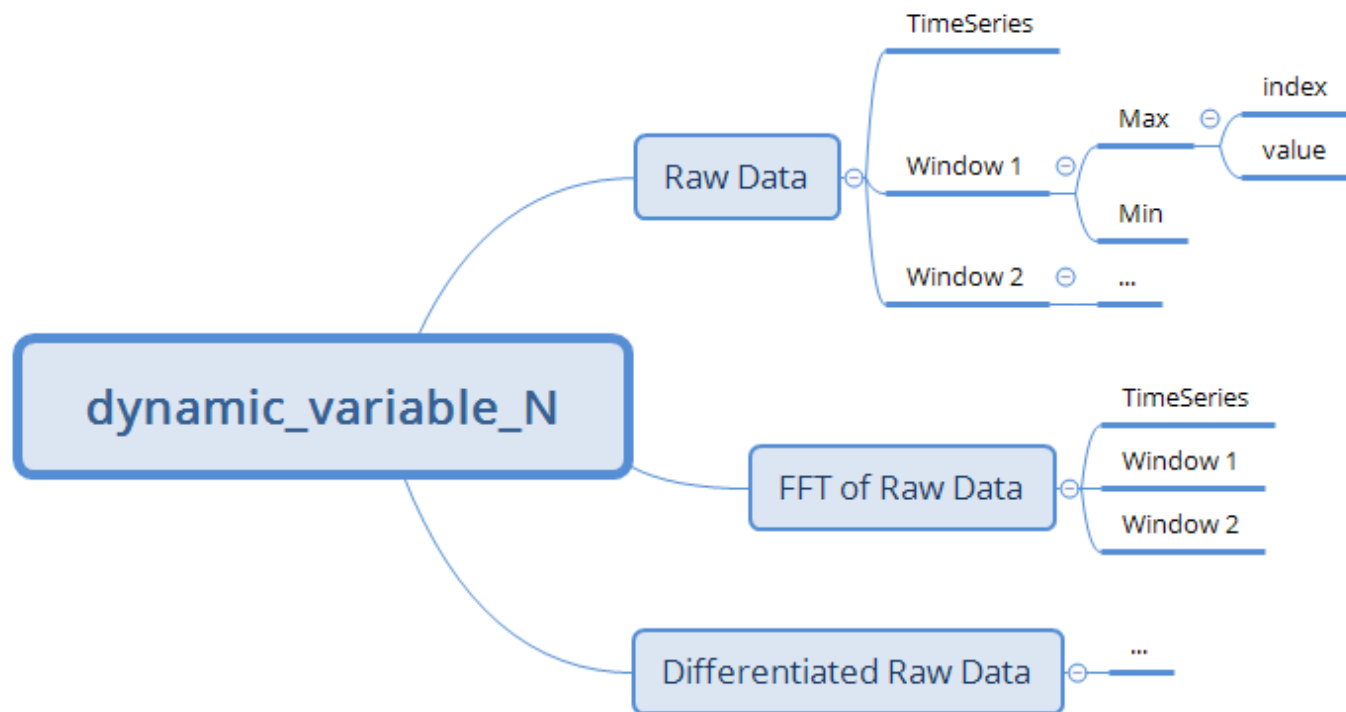 TimeSeries
index
Max
value
Raw Data
Window 1
Min
Window 2
...
dynamic_variable_N
TimeSeries
Window 1
FFT of Raw Data
Window 2
Differentiated Raw Data
...